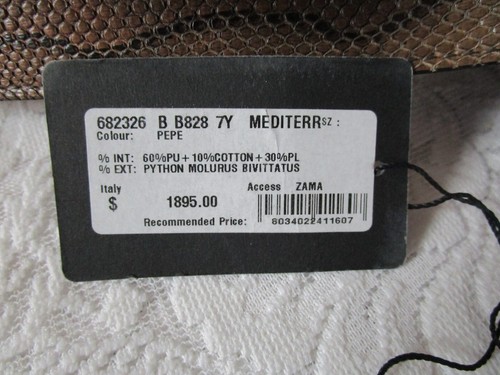 682326 B B828 7Y MEDITERR SZ :
Colour: PEPE
% INT: 60%PU+10%COTTON+30%PL
% EXT: PYTHON MOLURUS BIVITTATUS
Italy Access ZAMA
$ 1895.00
Recommended Price:
8034022411607